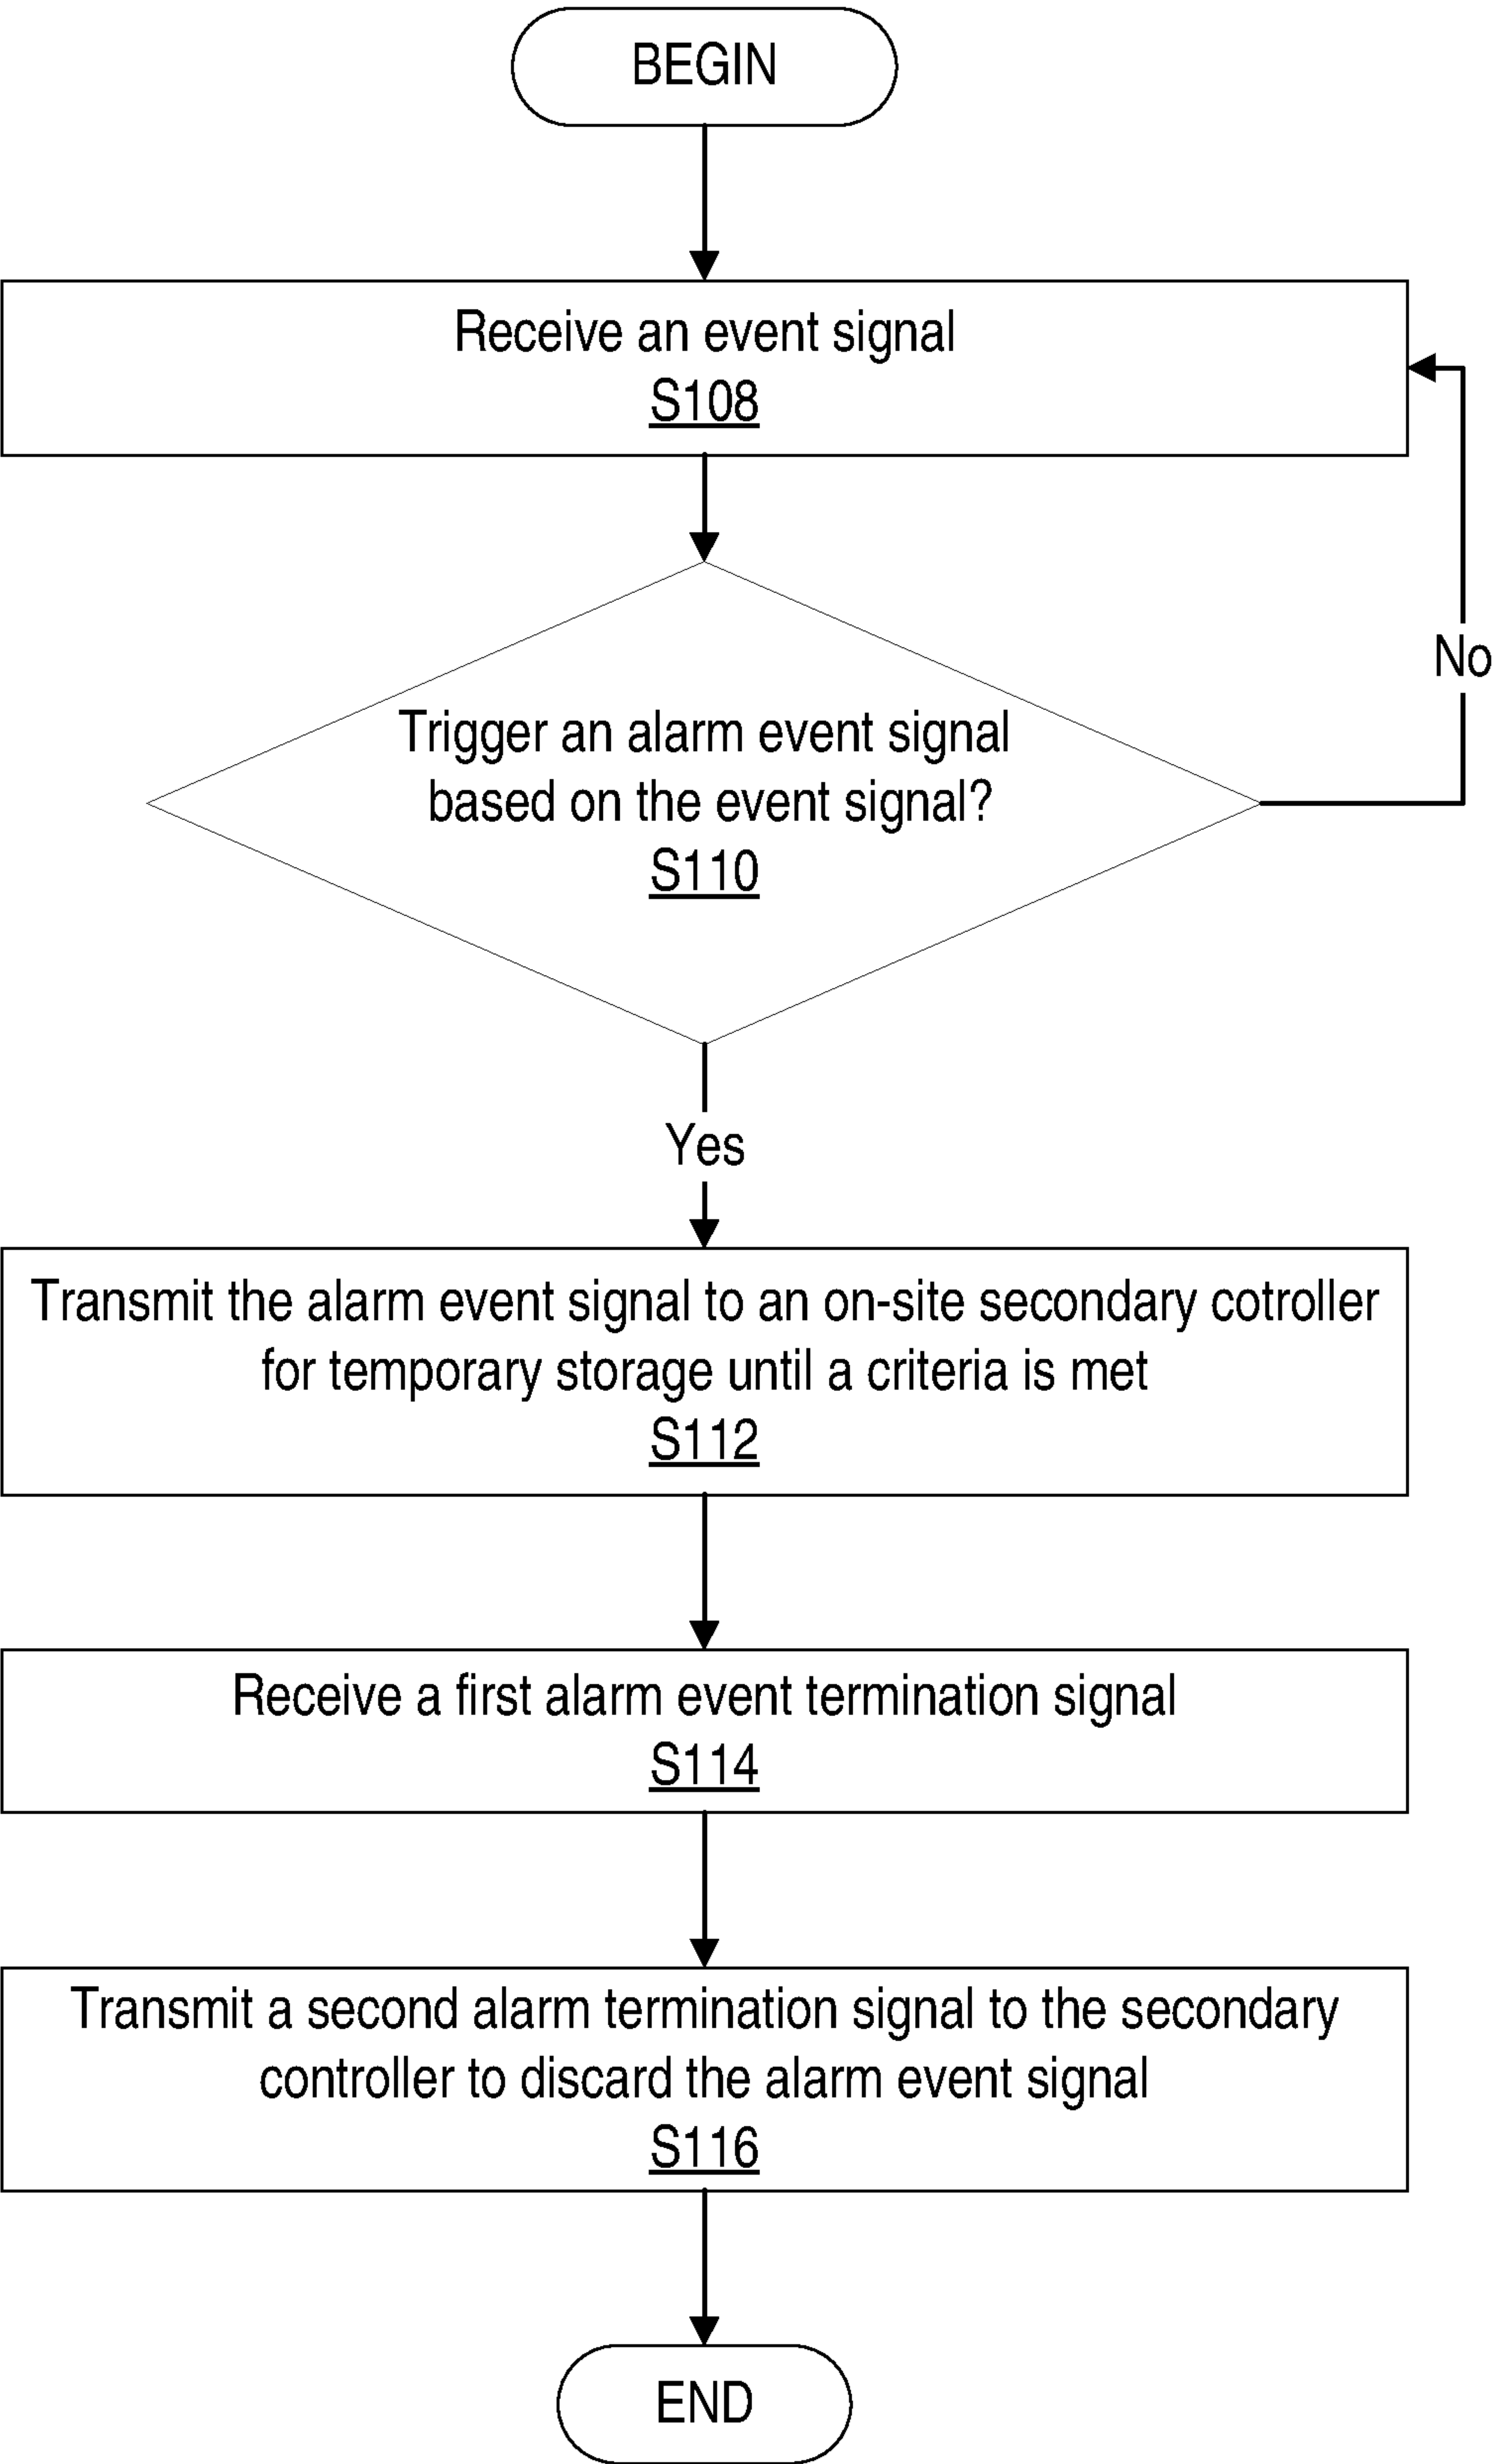 BEGIN
Receive an event signal
S108
Trigger an alarm event signal
based on the event signal?
S110
No
Yes
Transmit the alarm event signal to an on-site secondary cotroller
for temporary storage until a criteria is met
S112
Receive a first alarm event termination signal
S114
Transmit a second alarm termination signal to the secondary
controller to discard the alarm event signal
S116
END